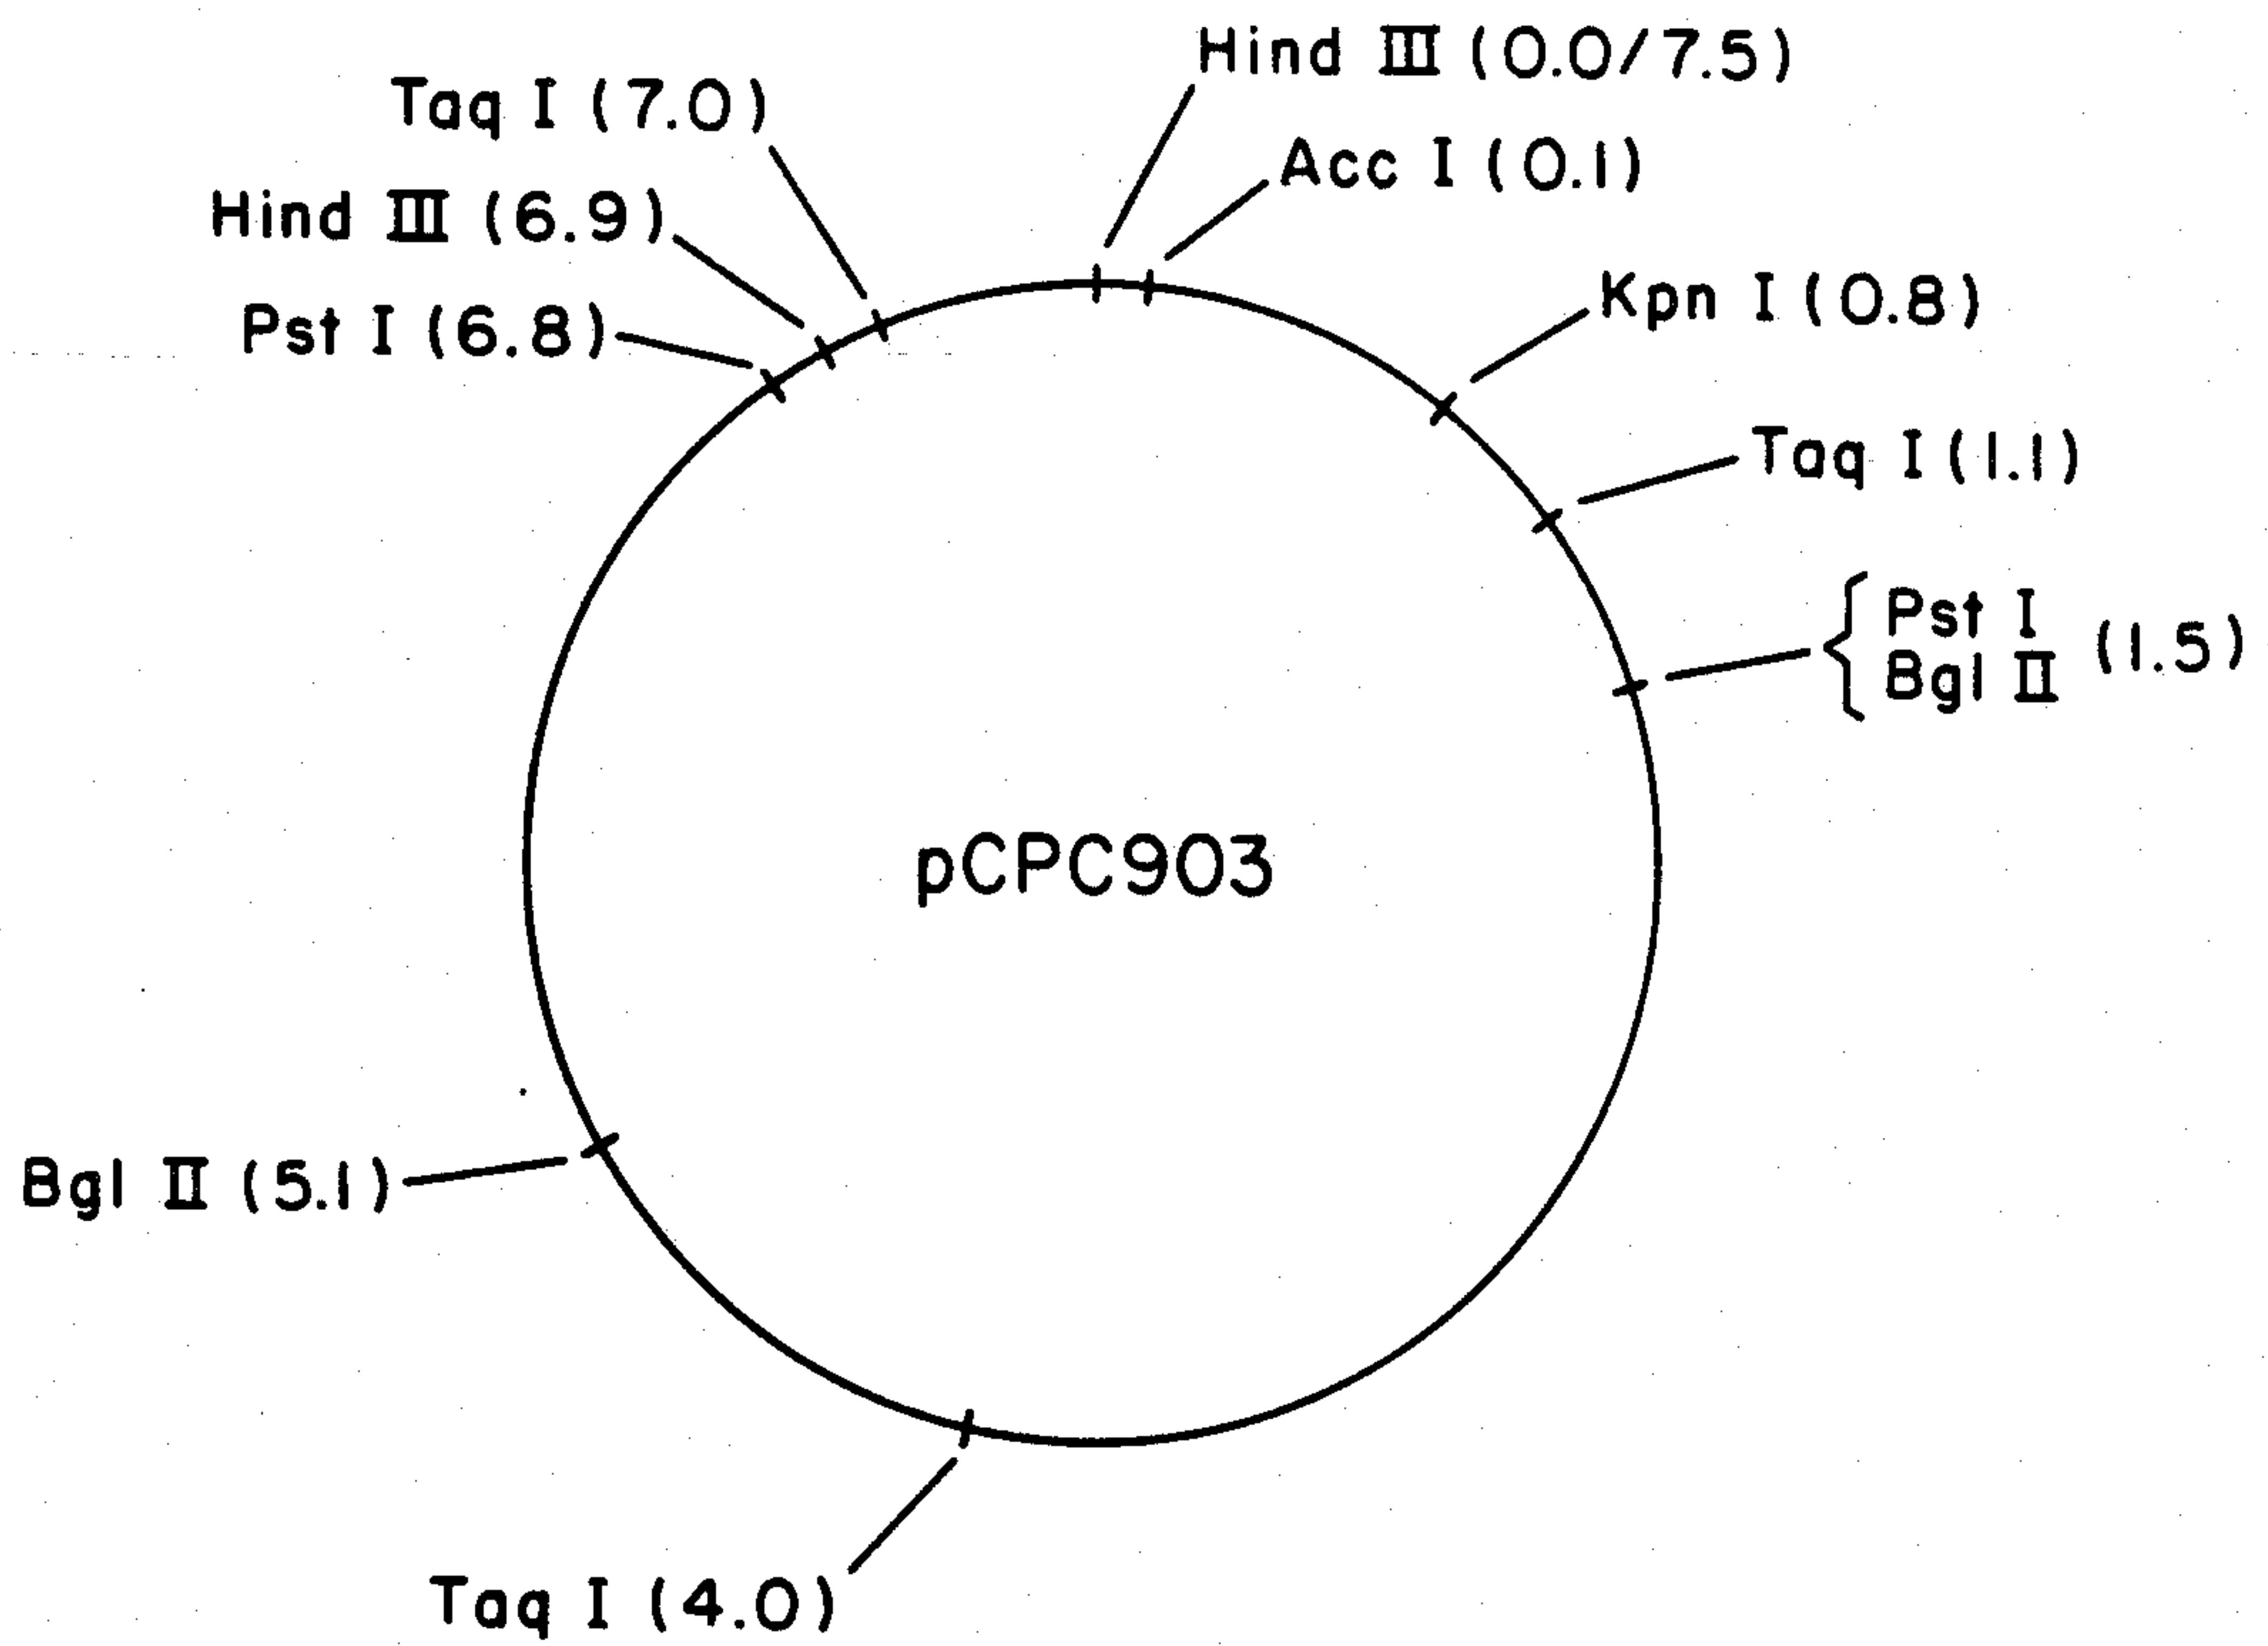 Hind III (0.0/7.5)
Taq I (7.0)
Acc I (0.1)
Hind III (6.9)
Kpn I (0.8)
Pst I (6.8)
Taq I (1.1)
Pst I
Bgl II (1.5)
pCPC903
Bgl II (5.1)
Taq I (4.0)